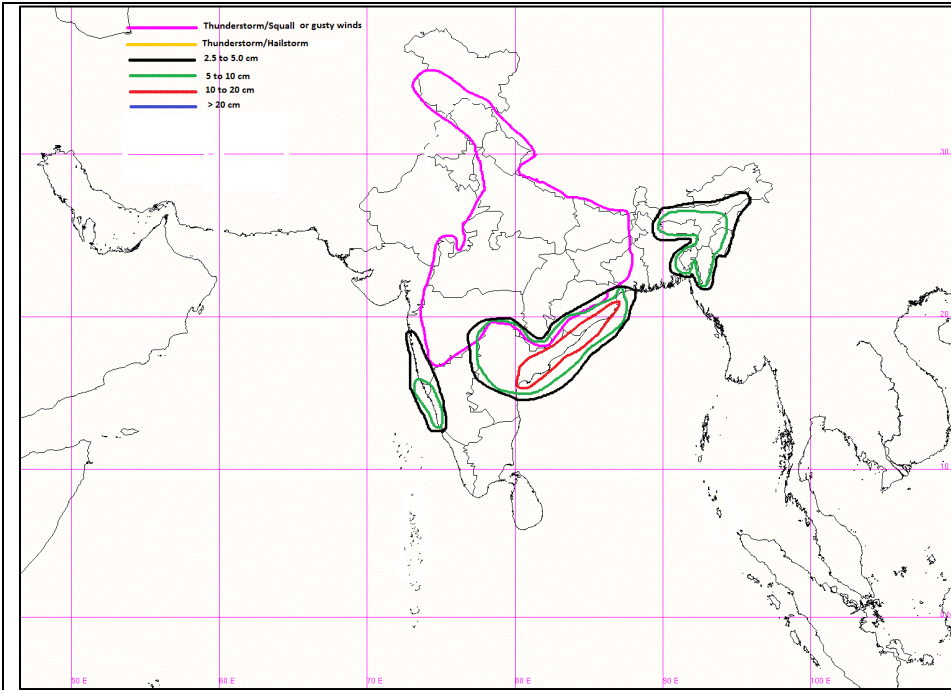 Thunderstorm/Squall or gusty winds
Thunderstorm/Hailstorm
2.5 to 5.0 cm
5 to 10 cm
10 to 20 cm
> 20 cm
30
20
10
50 E
60 E
70 E
80 E
90 E
100 E